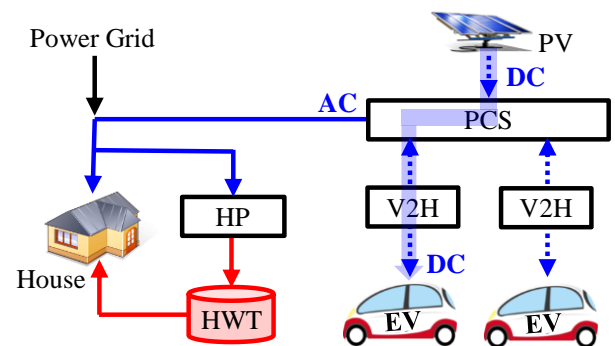 Power Grid
PV
DC
AC
PCS
HP
V2H
V2H
House
DC
HWT
EV
EV